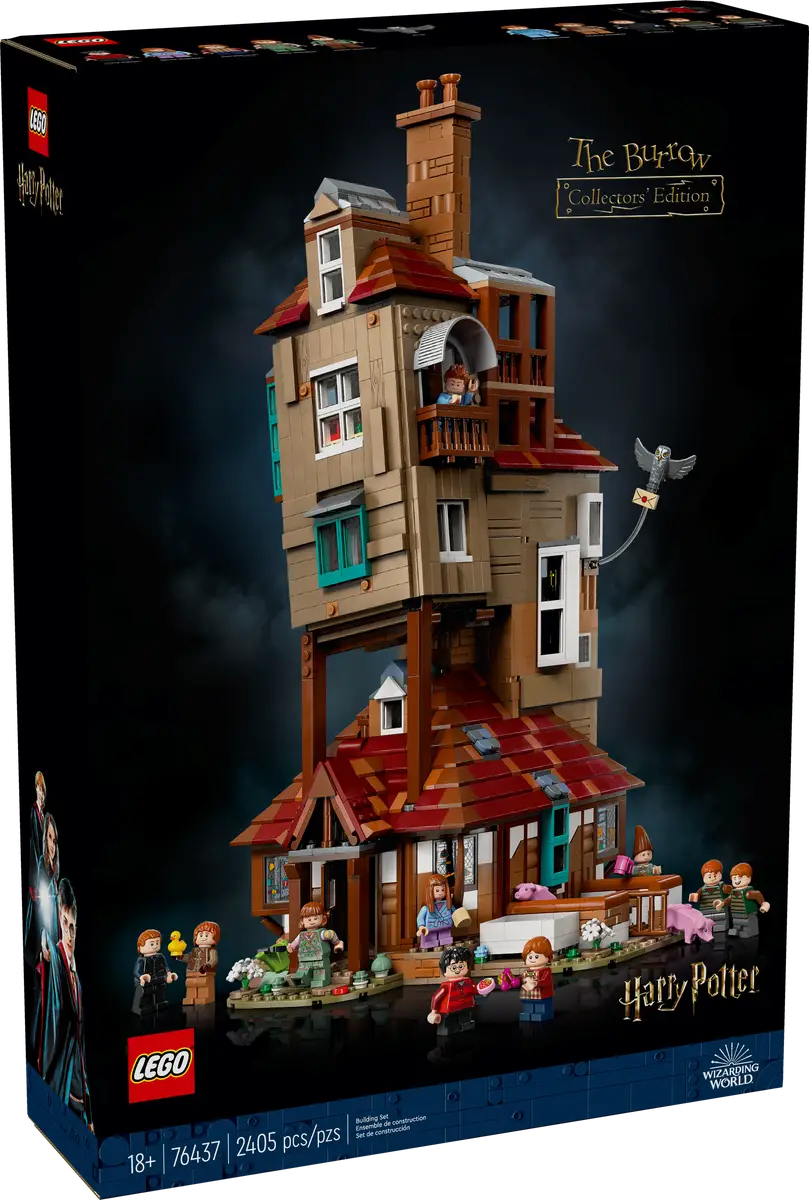 LEGO
LEGO
Harry Potter
The Burrow
Collectors' Edition
Harry Potter
LEGO
WIZARDING
WORLD
18+ | 76437 | 2405 pcs/pzs
Building Set
Ensemble de construction
Set de construcción